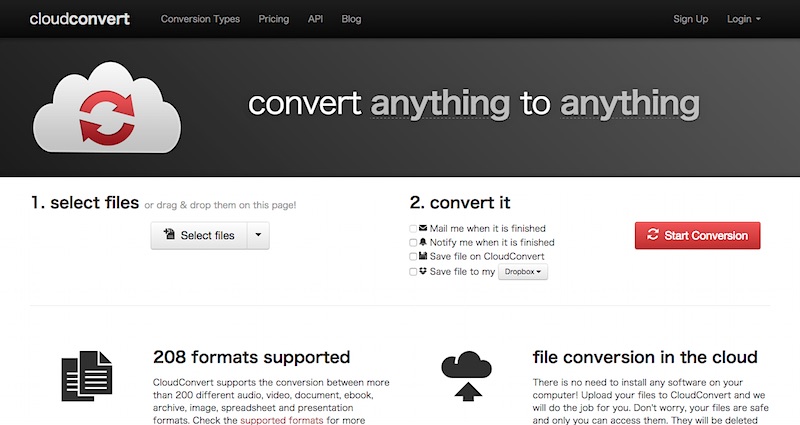 cloudconvert Conversion Types Pricing API Blog Sign Up Login
convert anything to anything
1. select files or drag & drop them on this page!
Select files
2. convert it
Mail me when it is finished
Notify me when it is finished
Save file on CloudConvert
Save file to my Dropbox
Start Conversion
208 formats supported
CloudConvert supports the conversion between more
than 200 different audio, video, document, ebook,
archive, image, spreadsheet and presentation
formats. Check the supported formats for more
file conversion in the cloud
There is no need to install any software on your
computer! Upload your files to CloudConvert and we
will do the job for you. Don't worry, your files are safe
and only you can access them. They will be deleted